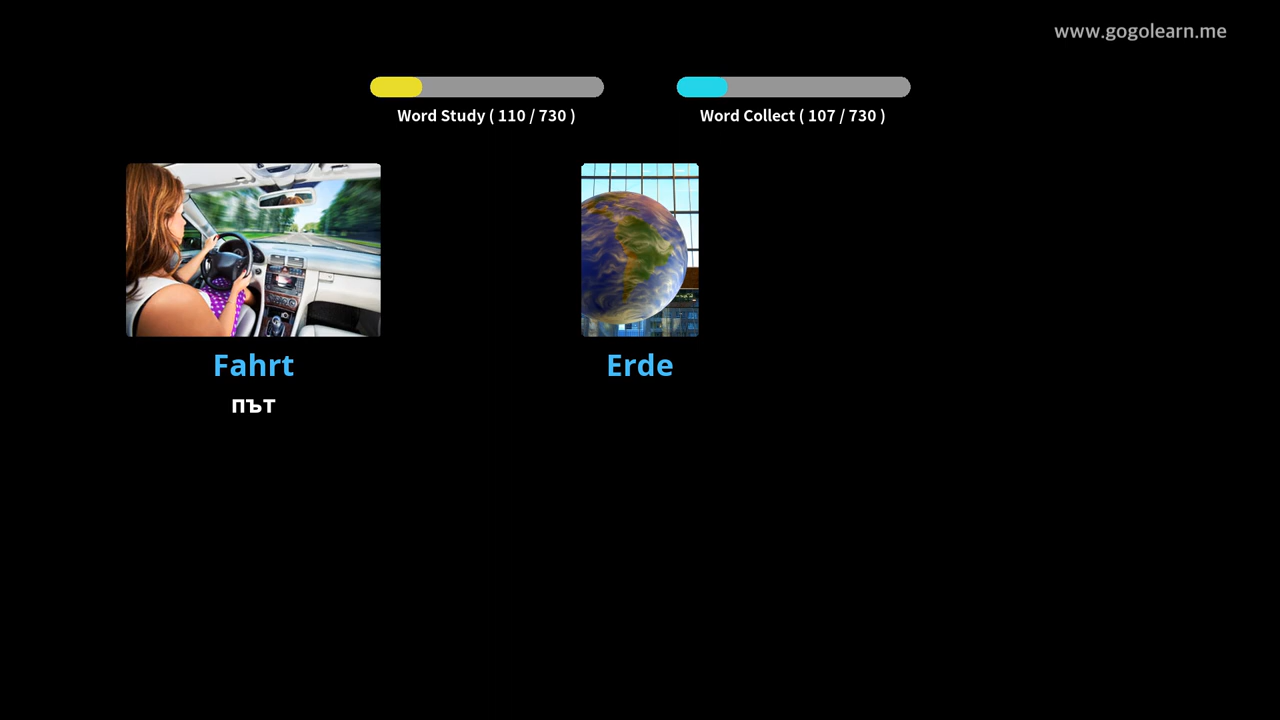 www.gogolearn.me
Word Study ( 110 / 730 )
Word Collect ( 107 / 730 )
Fahrt
път
Erde